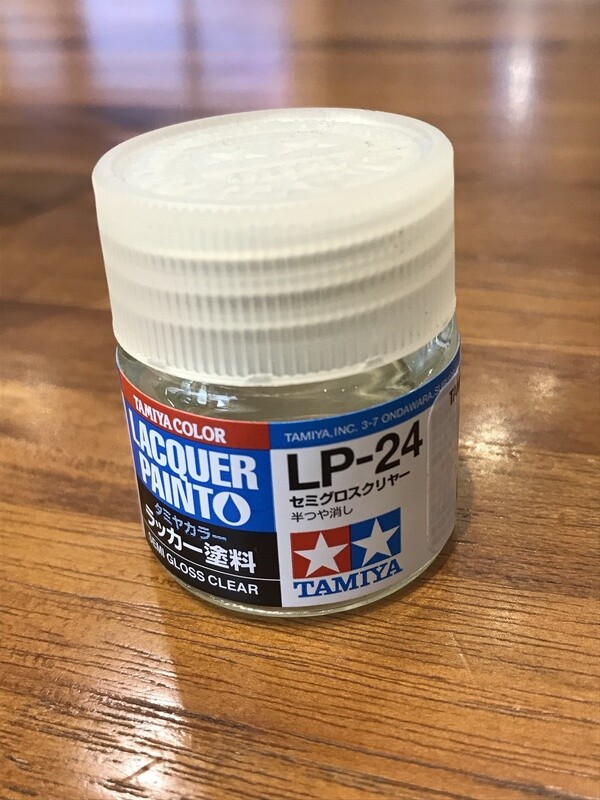 TAMIYA COLOR
LACQUER
PAINT
タミヤカラー
ラッカー塗料
SEMI GLOSS CLEAR
TAMIYA, INC. 3-7 ONDAWARA,
LP-24
セミグロスクリヤー
半つや消し
TAMIYA